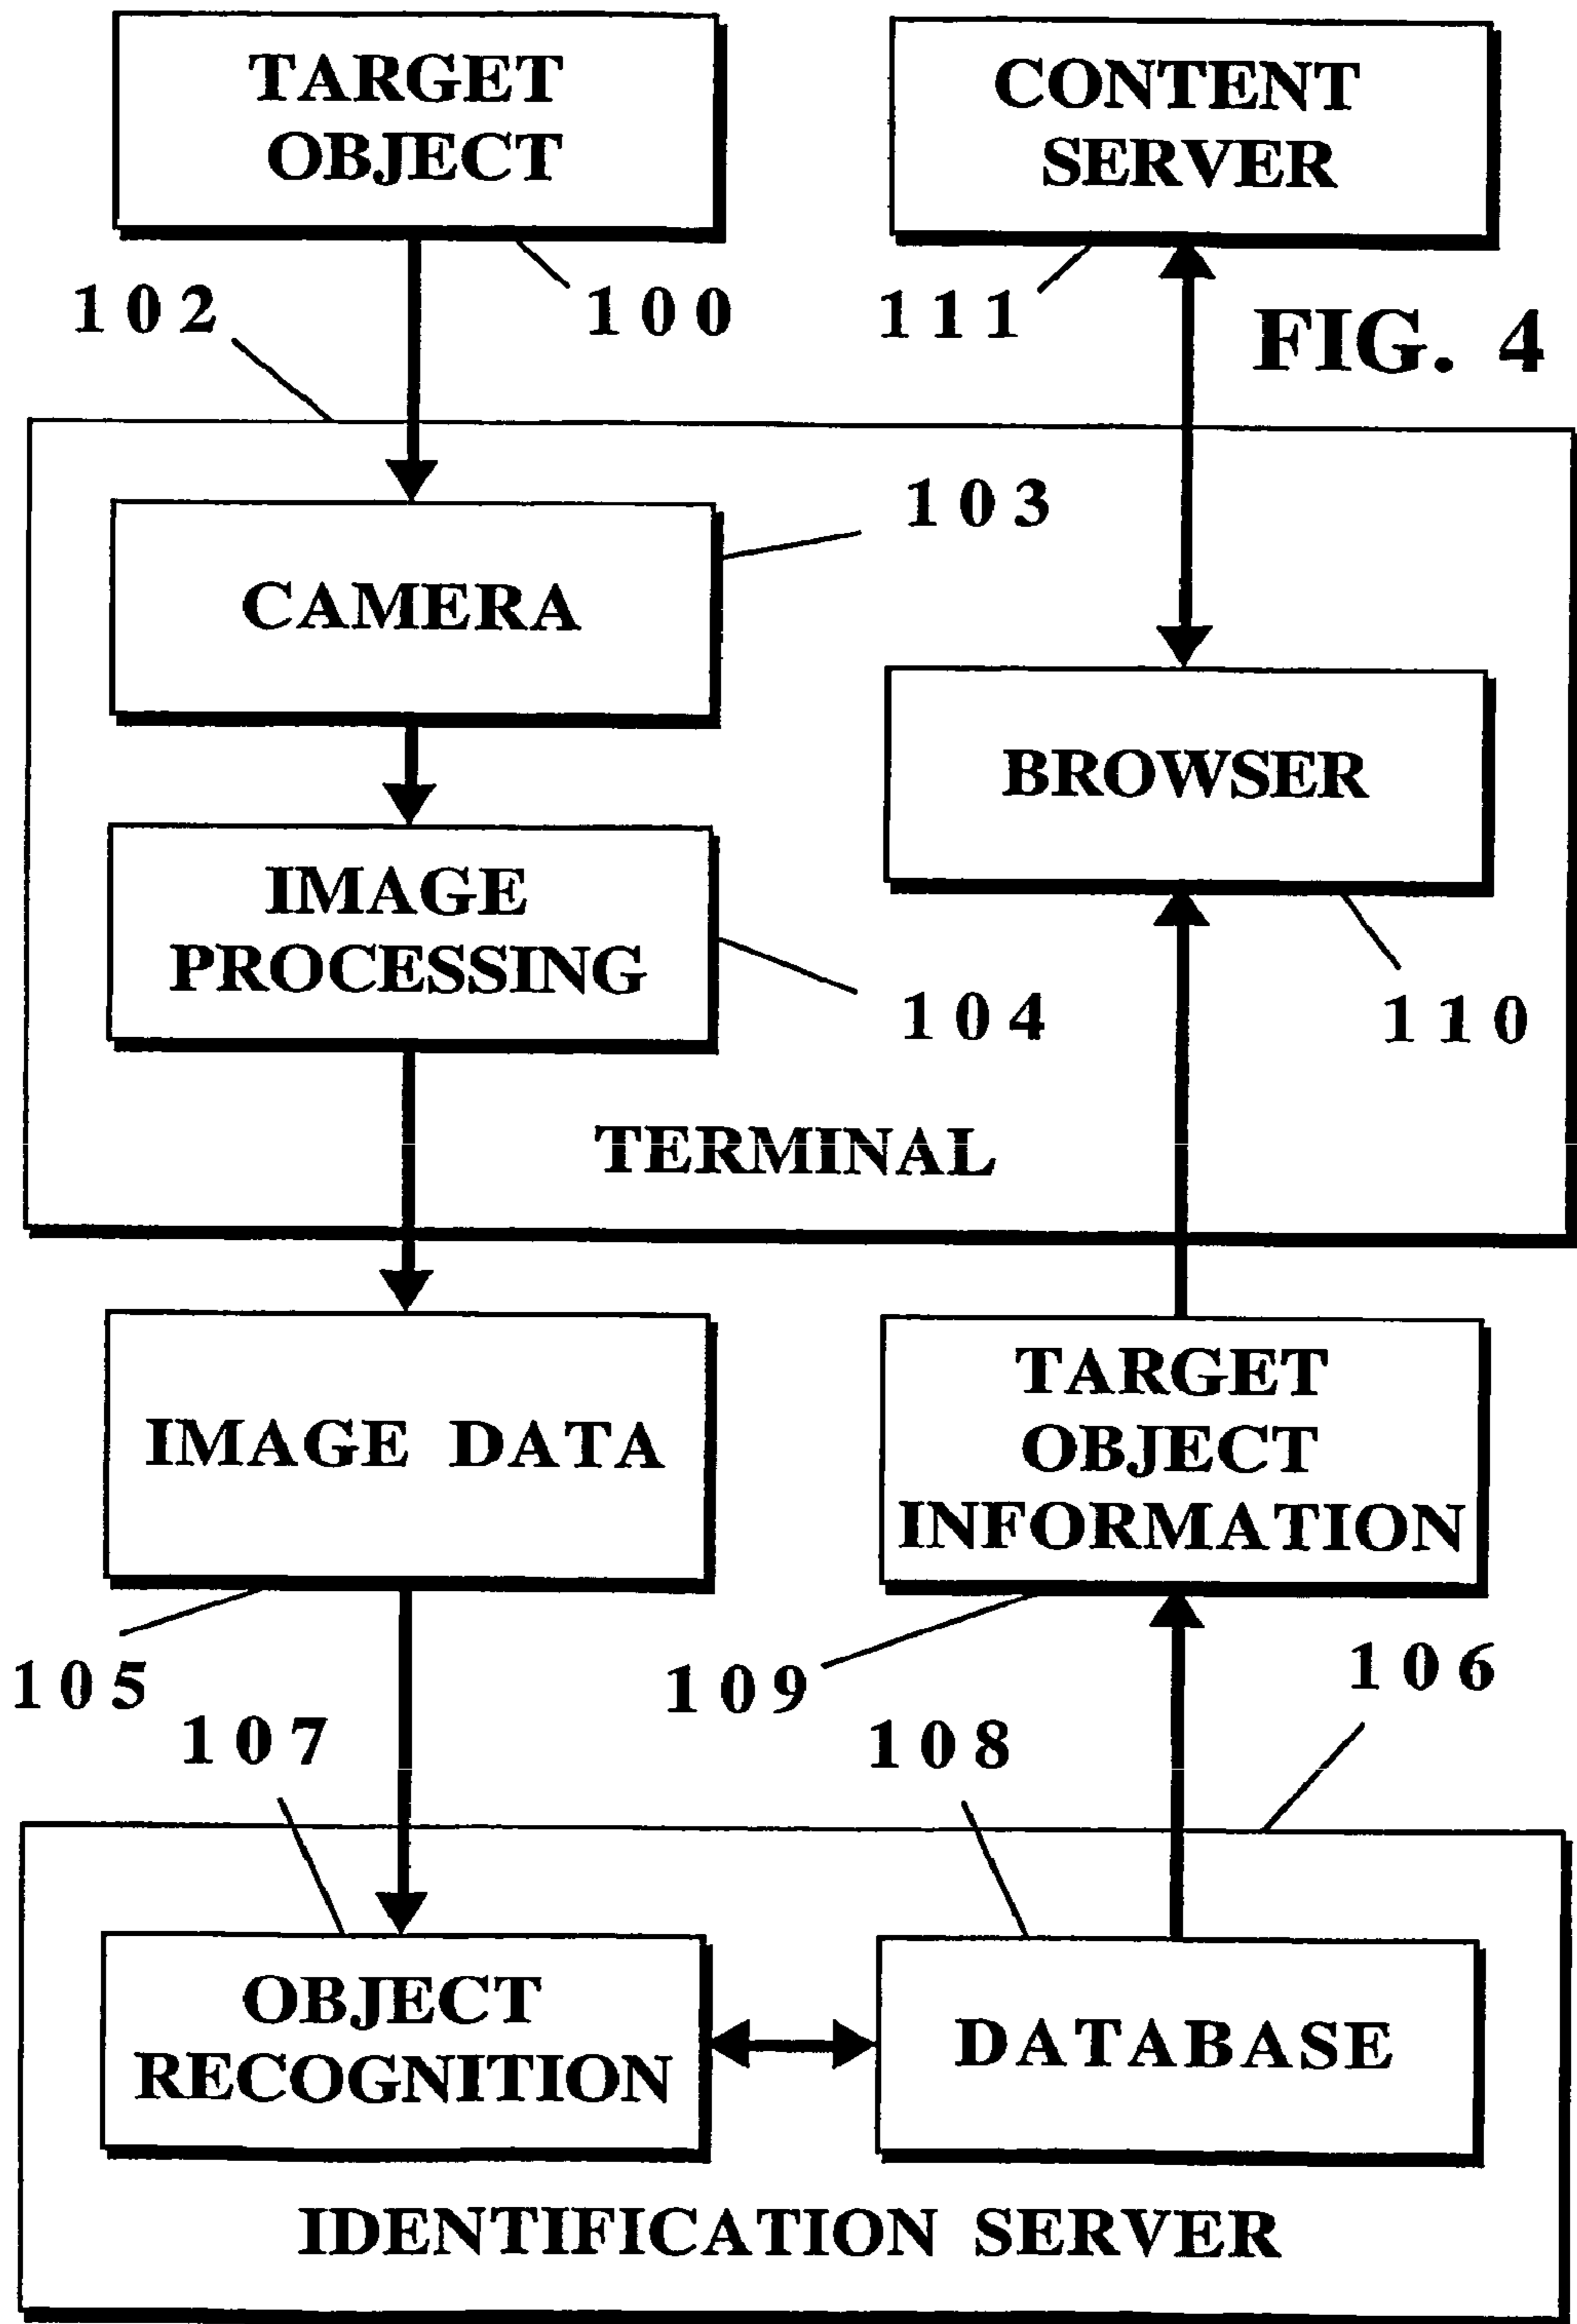 TARGET
OBJECT
CONTENT
SERVER
102
100
111
FIG. 4
103
CAMERA
BROWSER
IMAGE
PROCESSING
104
110
TERMINAL
IMAGE DATA
TARGET
OBJECT
INFORMATION
105
109
106
107
108
OBJECT
RECOGNITION
DATABASE
IDENTIFICATION SERVER